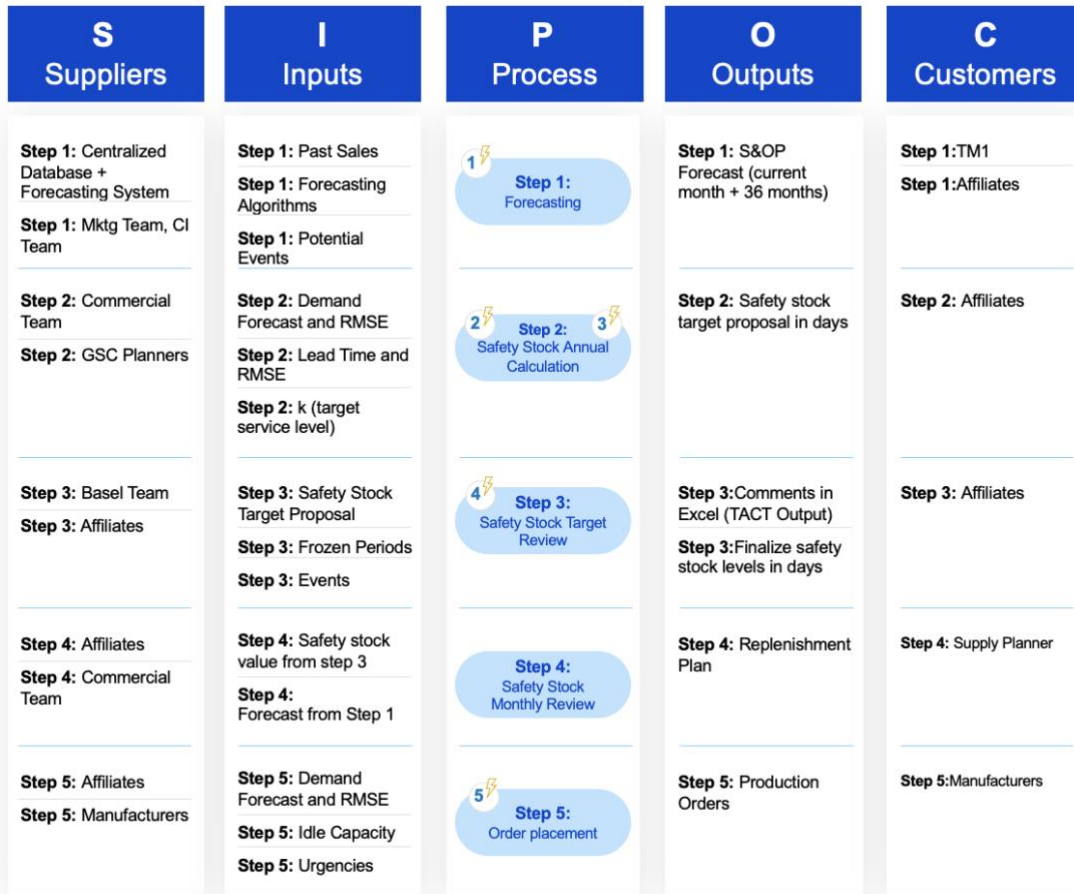 S
Suppliers
I
Inputs
P
Process
O
Outputs
C
Customers
Step 1: Centralized
Database +
Forecasting System
Step 1: Mktg Team, CI
Team
Step 1: Past Sales
Step 1: Forecasting
Algorithms
Step 1: Potential
Events
1
Step 1:
Forecasting
Step 1: S&OP
Forecast (current
month + 36 months)
Step 1:TM1
Step 1:Affiliates
Step 2: Commercial
Team
Step 2: GSC Planners
Step 2: Demand
Forecast and RMSE
Step 2: Lead Time and
RMSE
Step 2: k (target
service level)
2
3
Step 2:
Safety Stock Annual
Calculation
Step 2: Safety stock
target proposal in days
Step 2: Affiliates
Step 3: Basel Team
Step 3: Affiliates
Step 3: Safety Stock
Target Proposal
Step 3: Frozen Periods
Step 3: Events
4
Step 3:
Safety Stock Target
Review
Step 3:Comments in
Excel (TACT Output)
Step 3:Finalize safety
stock levels in days
Step 3: Affiliates
Step 4: Affiliates
Step 4: Commercial
Team
Step 4: Safety stock
value from step 3
Step 4:
Forecast from Step 1
Step 4:
Safety Stock
Monthly Review
Step 4: Replenishment
Plan
Step 4: Supply Planner
Step 5: Affiliates
Step 5: Manufacturers
Step 5: Demand
Forecast and RMSE
Step 5: Idle Capacity
Step 5: Urgencies
5
Step 5:
Order placement
Step 5: Production
Orders
Step 5:Manufacturers